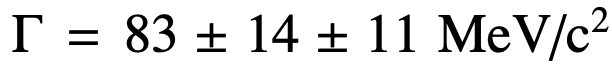 Γ = 83 ± 14 ± 11 MeV/c²